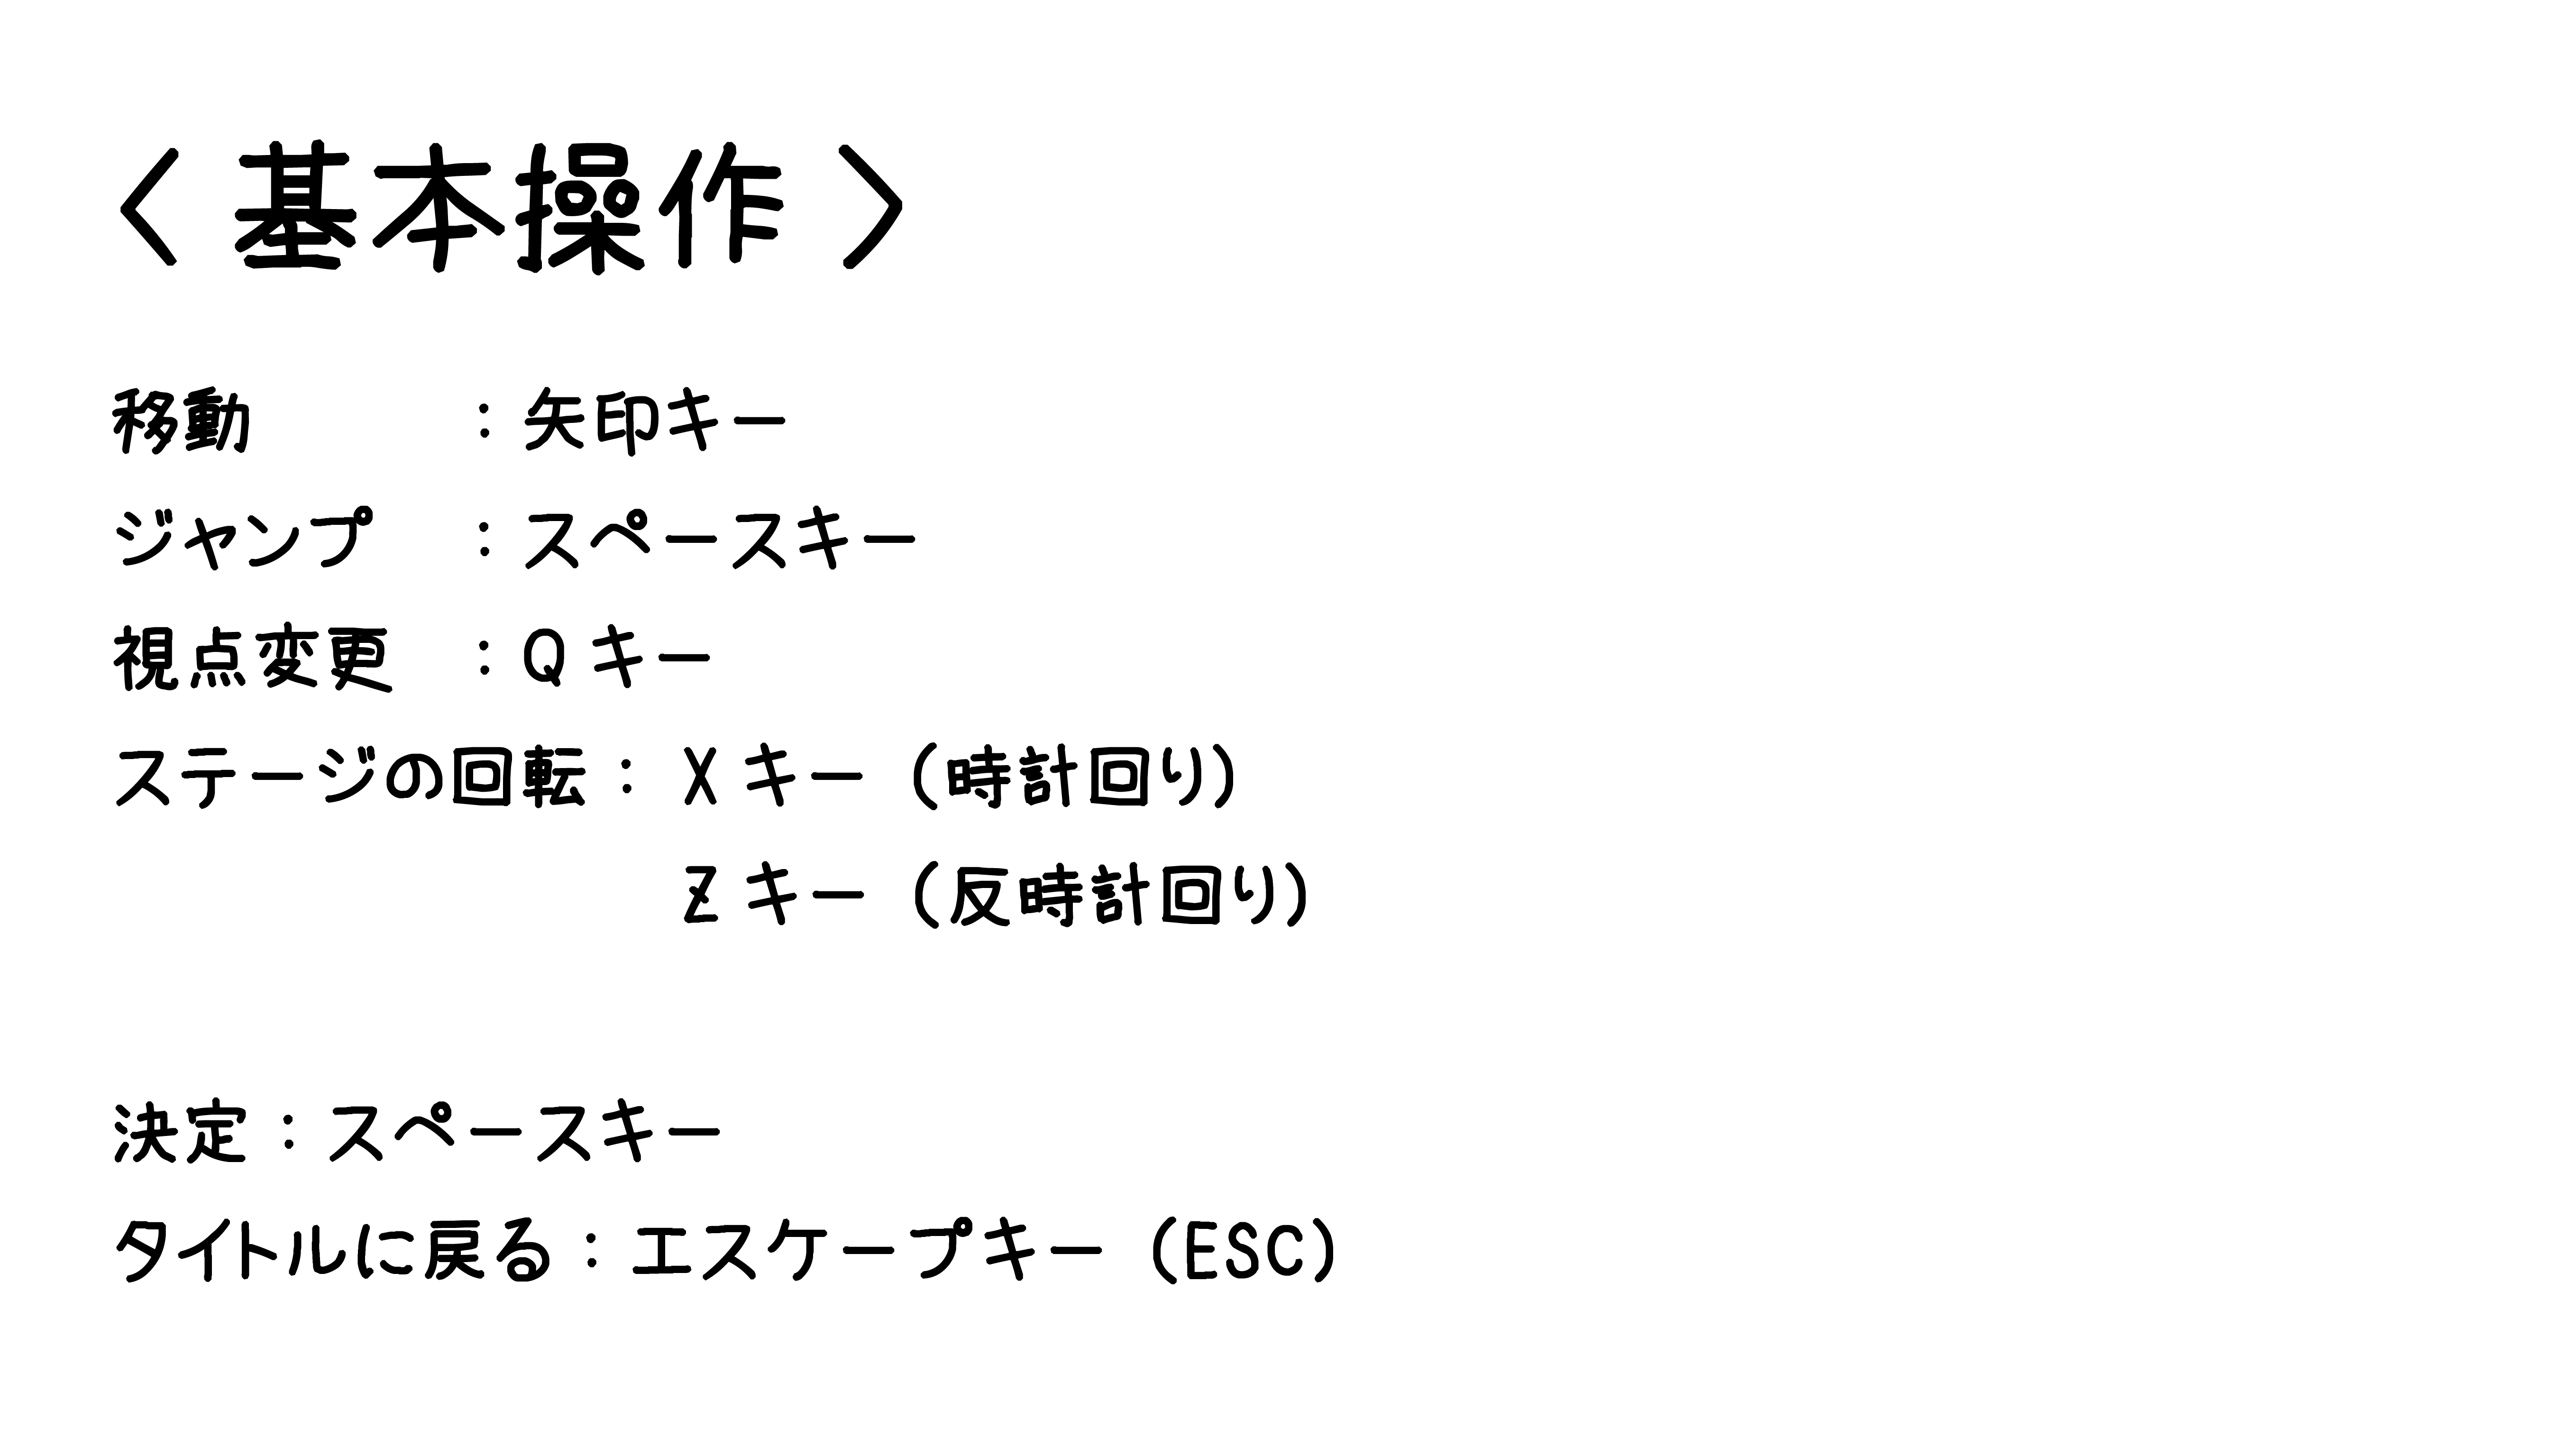 〈 基本操作 〉
移動 : 矢印キー
ジャンプ : スペースキー
視点変更 : Q キー
ステージの回転 : X キー (時計回り)
Z キー (反時計回り)
決定 : スペースキー
タイトルに戻る : エスケープキー (ESC)